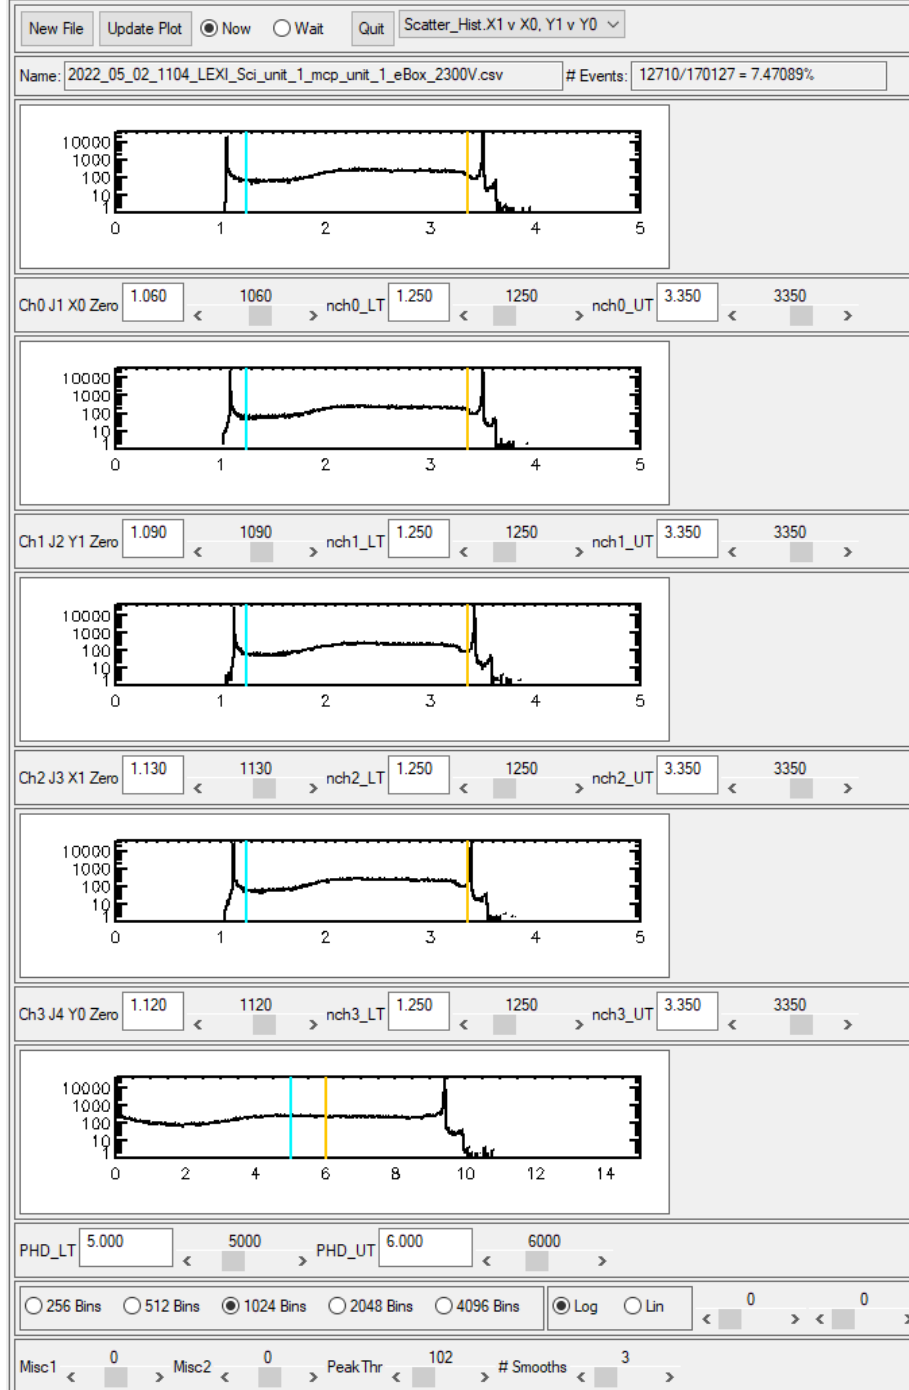 New File Update Plot Now Wait Quit Scatter_Hist.X1 v X0, Y1 v Y0
Name: 2022_05_02_1104_LEXI_Sci_unit_1_mcp_unit_1_eBox_2300V.csv # Events: 12710/170127 = 7.47089%
10000
1000
100
10
1
0 1 2 3 4 5
Ch0 J1 X0 Zero 1.060 1060 nch0_LT 1.250 1250 nch0_UT 3.350 3350
10000
1000
100
10
1
0 1 2 3 4 5
Ch1 J2 Y1 Zero 1.090 1090 nch1_LT 1.250 1250 nch1_UT 3.350 3350
10000
1000
100
10
1
0 1 2 3 4 5
Ch2 J3 X1 Zero 1.130 1130 nch2_LT 1.250 1250 nch2_UT 3.350 3350
10000
1000
100
10
1
0 1 2 3 4 5
Ch3 J4 Y0 Zero 1.120 1120 nch3_LT 1.250 1250 nch3_UT 3.350 3350
10000
1000
100
10
1
0 2 4 6 8 10 12 14
PHD_LT 5.000 5000 PHD_UT 6.000 6000
256 Bins 512 Bins 1024 Bins 2048 Bins 4096 Bins Log Lin 0 0
Misc1 0 Misc2 0 Peak Thr 102 # Smooths 3